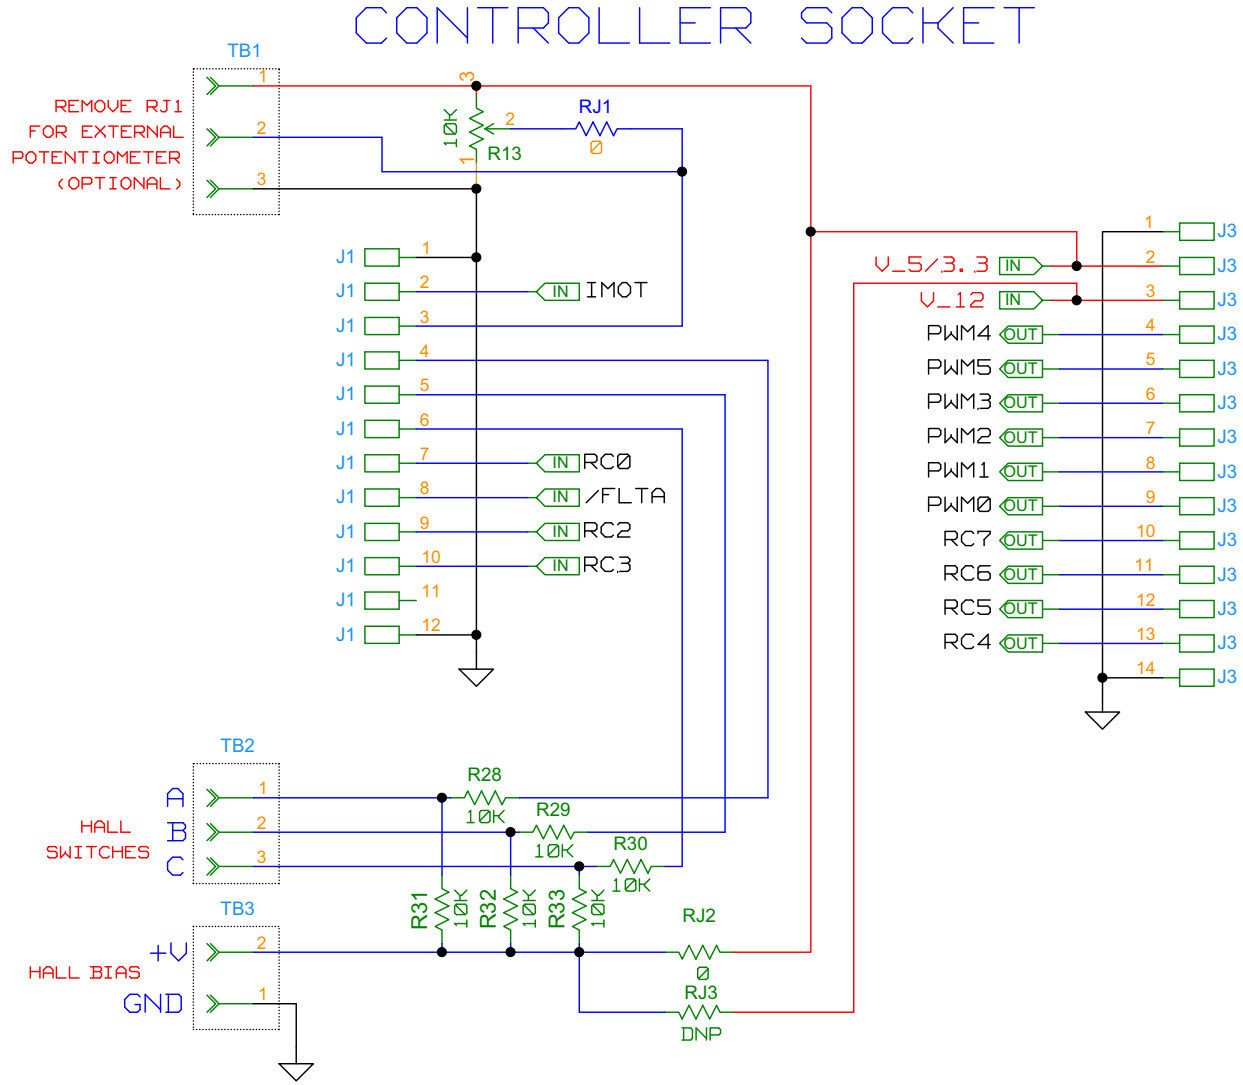 CONTROLLER SOCKET
TB1
1
REMOVE RJ1
FOR EXTERNAL
POTENTIOMETER
(OPTIONAL)
2
3
3
10K
2
1
R13
RJ1
0
J1 1
J1 2 IN IMOT
J1 3
J1 4
J1 5
J1 6
J1 7 IN RC0
J1 8 IN /FLTA
J1 9 IN RC2
J1 10 IN RC3
J1 11
J1 12
1 J3
V_5/3.3 IN 2 J3
V_12 IN 3 J3
PWM4 OUT 4 J3
PWM5 OUT 5 J3
PWM3 OUT 6 J3
PWM2 OUT 7 J3
PWM1 OUT 8 J3
PWM0 OUT 9 J3
RC7 OUT 10 J3
RC6 OUT 11 J3
RC5 OUT 12 J3
RC4 OUT 13 J3
14 J3
TB2
A 1
HALL
SWITCHES
B 2
C 3
R28
10K
R29
10K
R30
10K
R31 10K
R32 10K
R33 10K
TB3
+V 2
HALL BIAS
GND 1
RJ2
0
RJ3
DNP